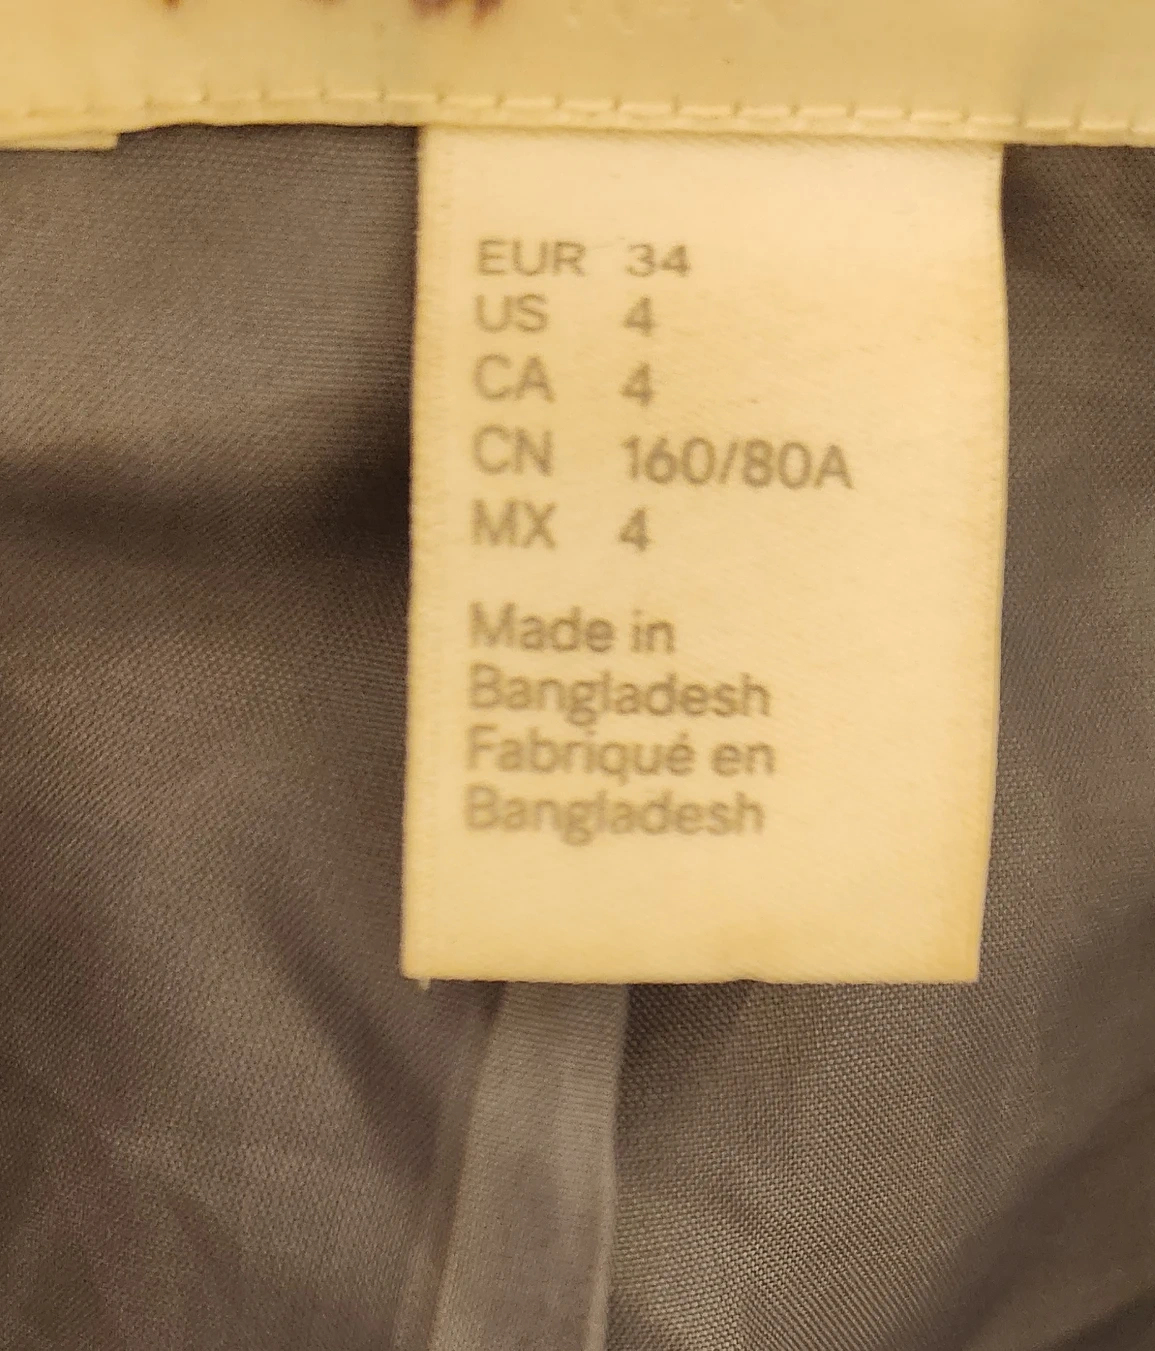 EUR 34
US 4
CA 4
CN 160/80A
MX 4
Made in
Bangladesh
Fabriqué en
Bangladesh